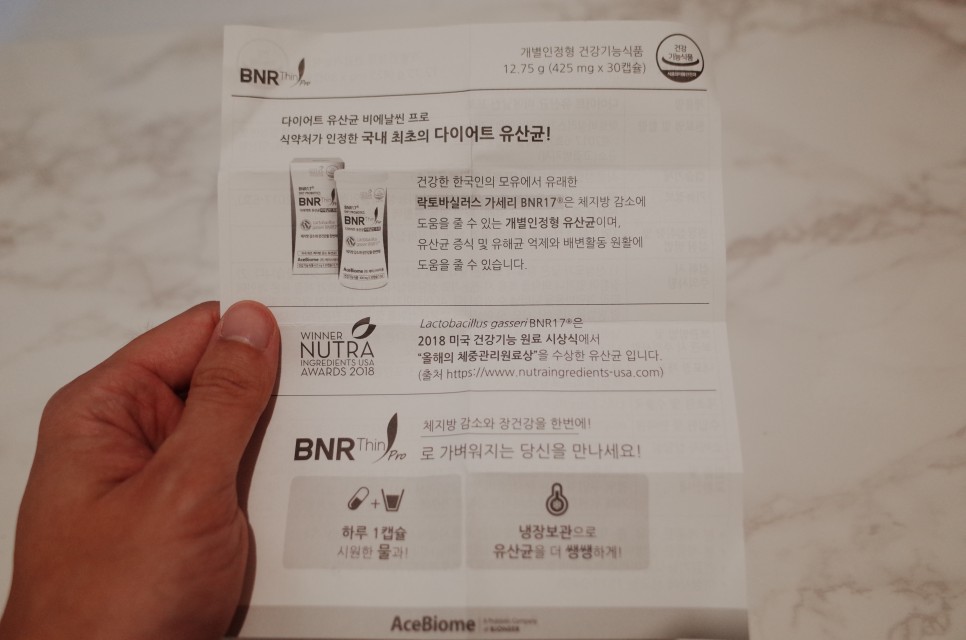 BNRThin Pro
개별인정형 건강기능식품
12.75 g (425 mg x 30캡슐)
건강
기능식품
다이어트 유산균 비에날씬 프로
식약처가 인정한 국내 최초의 다이어트 유산균!
BNR17®
BNRThin
BNR17®
BNRThin
Lactobacillus
AceBiome
AceBiome
건강한 한국인의 모유에서 유래한
락토바실러스 가세리 BNR17®은 체지방 감소에
도움을 줄 수 있는 개별인정형 유산균이며,
유산균 증식 및 유해균 억제와 배변활동 원활에
도움을 줄 수 있습니다.
WINNER
NUTRA
INGREDIENTS USA
AWARDS 2018
Lactobacillus gasseri BNR17®은
2018 미국 건강기능 원료 시상식에서
"올해의 체중관리원료상"을 수상한 유산균 입니다.
(출처 https://www.nutraingredients-usa.com)
체지방 감소와 장건강을 한번에!
BNRThin Pro 로 가벼워지는 당신을 만나세요!
하루 1캡슐
시원한 물과!
냉장보관으로
유산균을 더 쌩쌩하게!
AceBiome